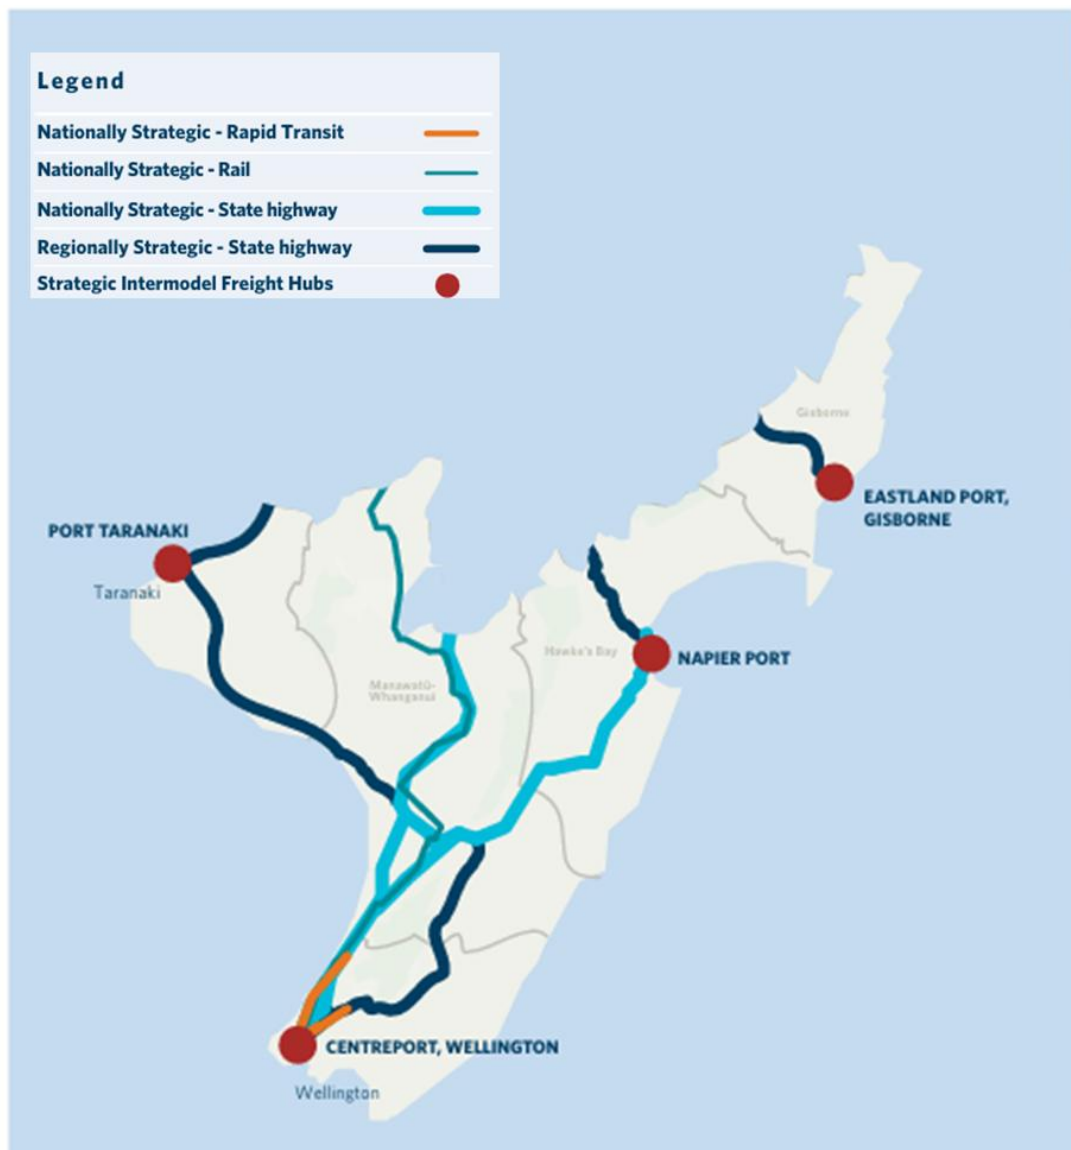 Legend
Nationally Strategic - Rapid Transit
Nationally Strategic - Rail
Nationally Strategic - State highway
Regionally Strategic - State highway
Strategic Intermodel Freight Hubs
Gisborne
EASTLAND PORT,
GISBORNE
PORT TARANAKI
Taranaki
Hawke's Bay
NAPIER PORT
Manawatū-
Whanganui
CENTREPORT, WELLINGTON
Wellington